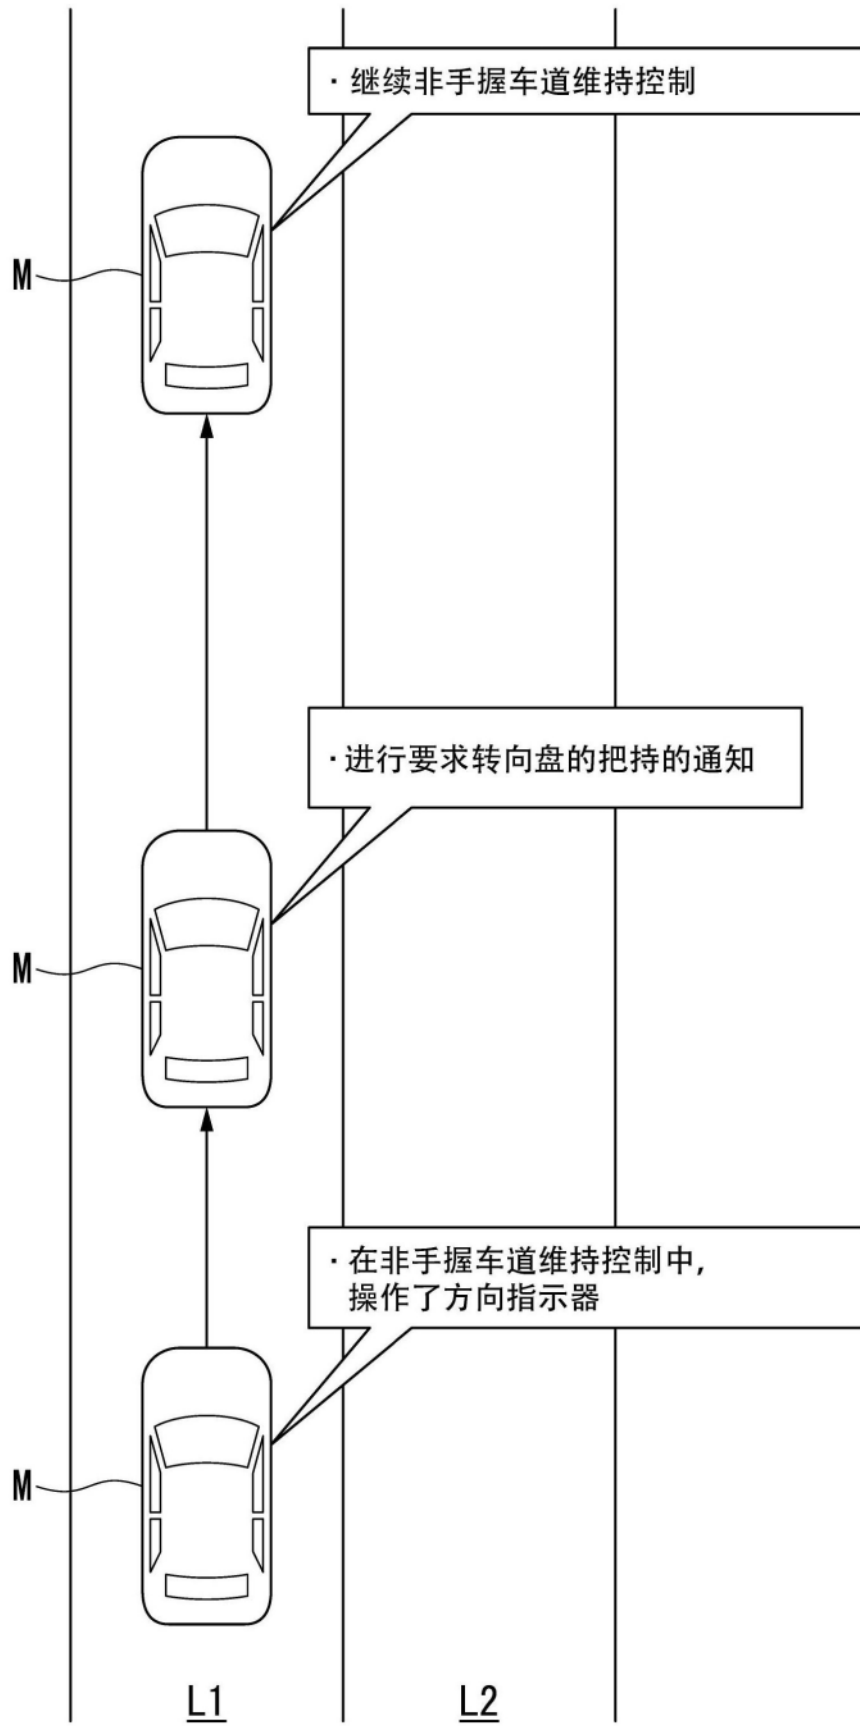 · 继续非手握车道维持控制
M
· 进行要求转向盘的把持的通知
M
· 在非手握车道维持控制中,
操作了方向指示器
M
L1 L2